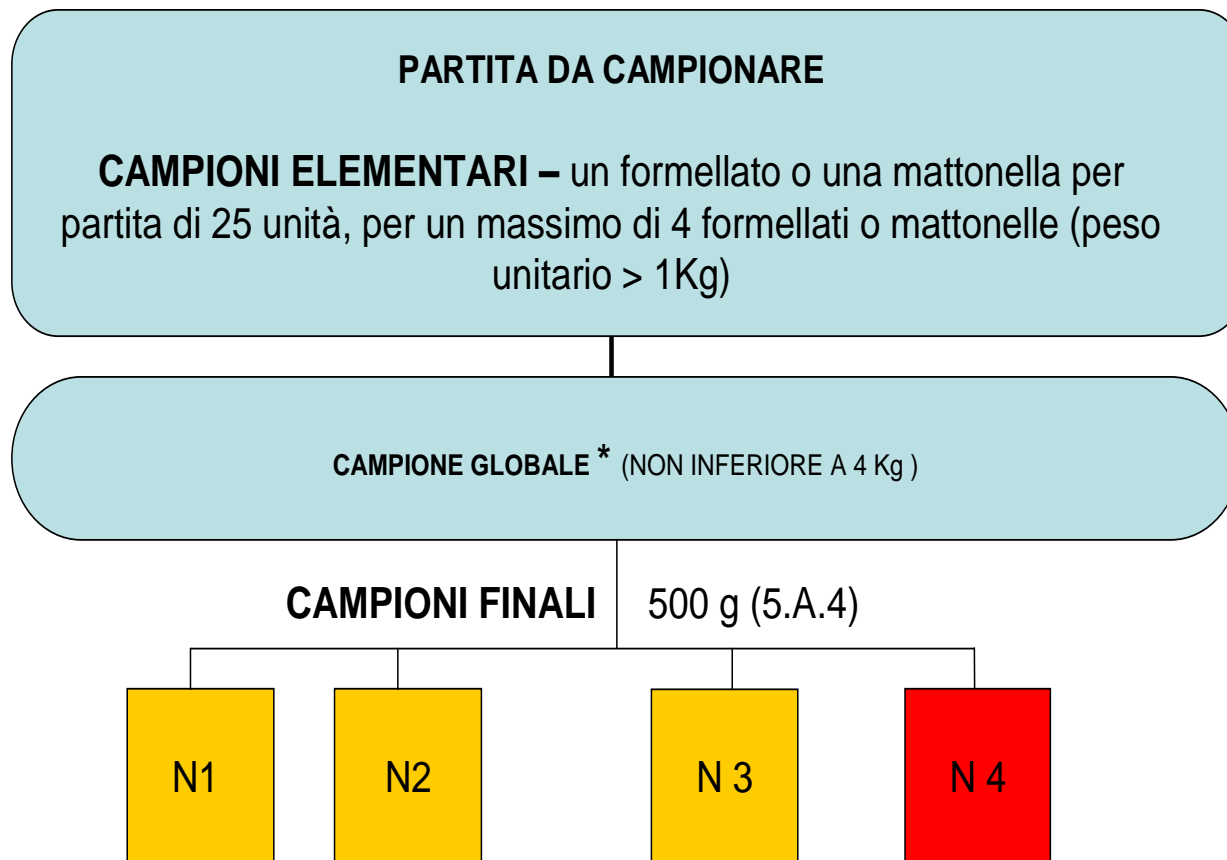 PARTITA DA CAMPIONARE
CAMPIONI ELEMENTARI – un formellato o una mattonella per
partita di 25 unità, per un massimo di 4 formellati o mattonelle (peso
unitario > 1Kg)
CAMPIONE GLOBALE * (NON INFERIORE A 4 Kg )
CAMPIONI FINALI 500 g (5.A.4)
N1 N2 N 3 N 4